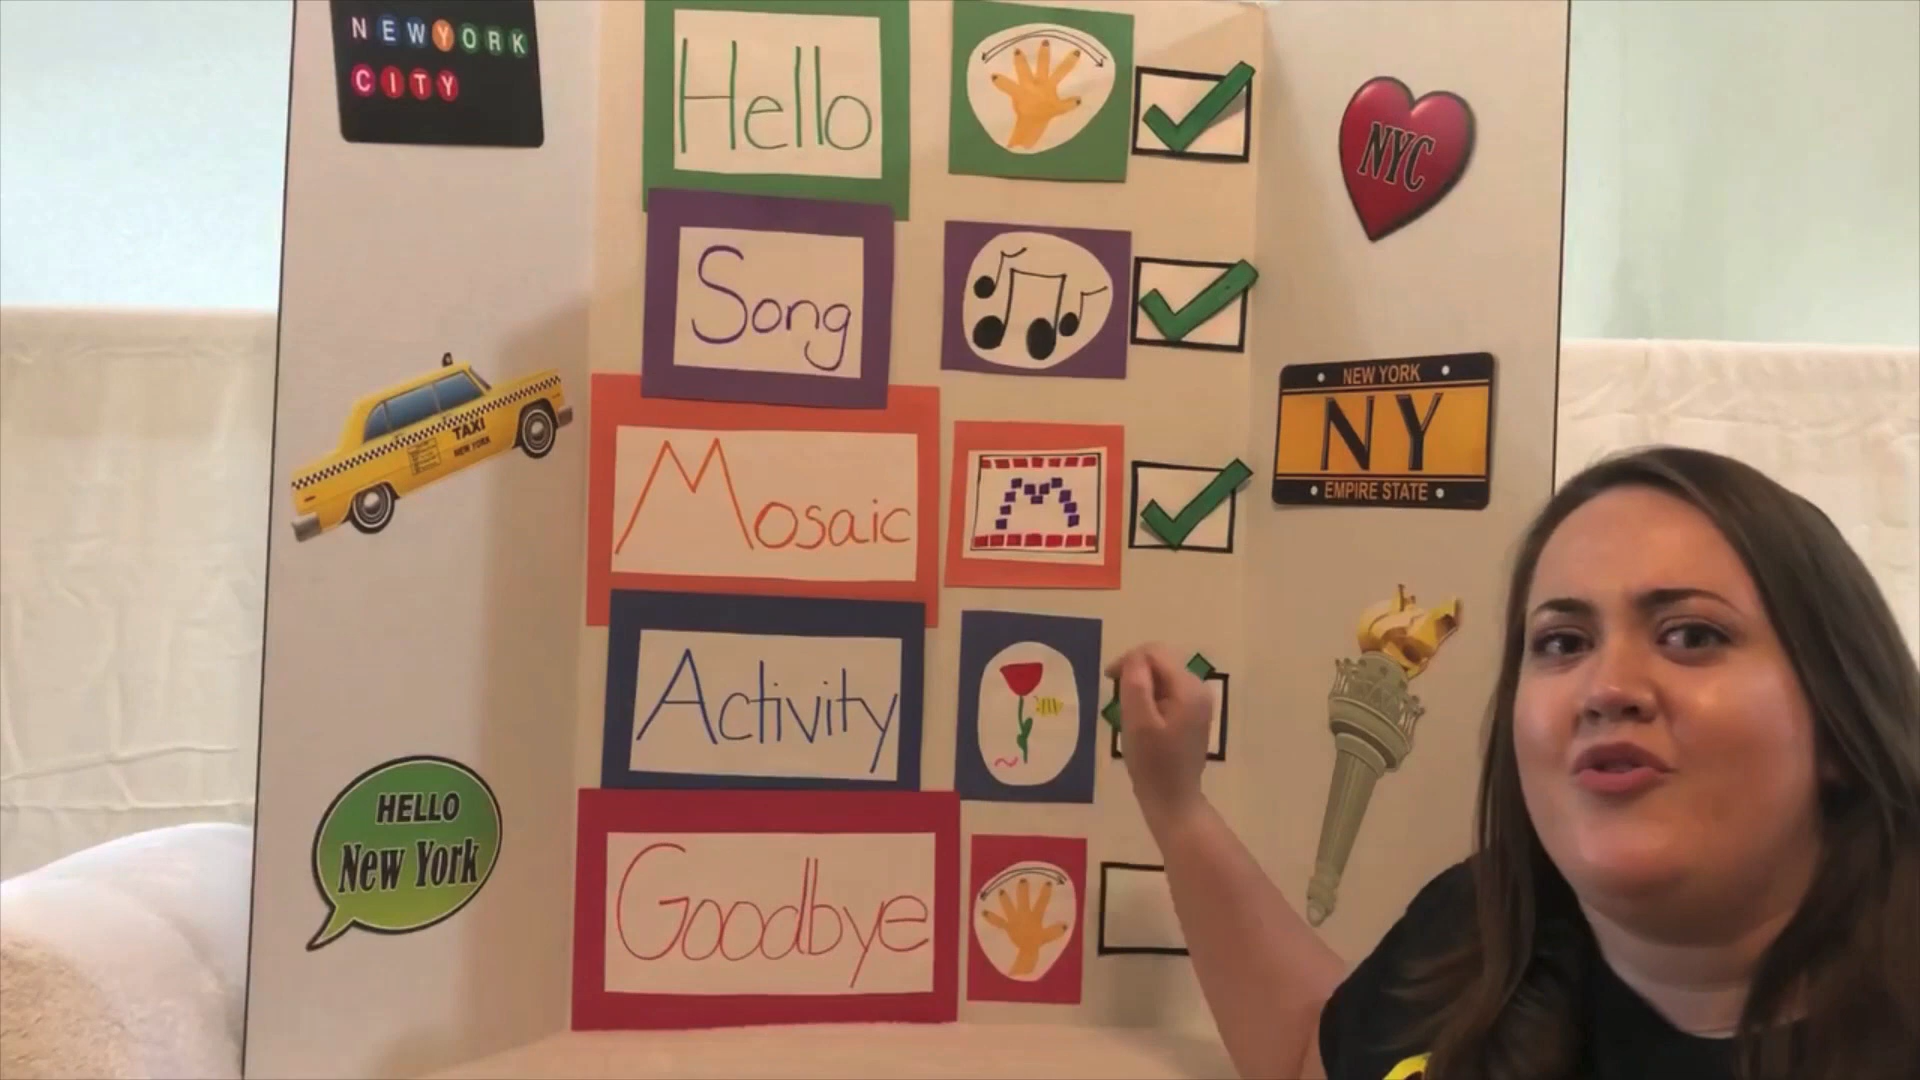 NEW YORK
CITY
Hello
NYC
Song
NEW YORK
NY
EMPIRE STATE
TAXI
NEW YORK
Mosaic
M
Activity
HELLO
New York
Goodbye